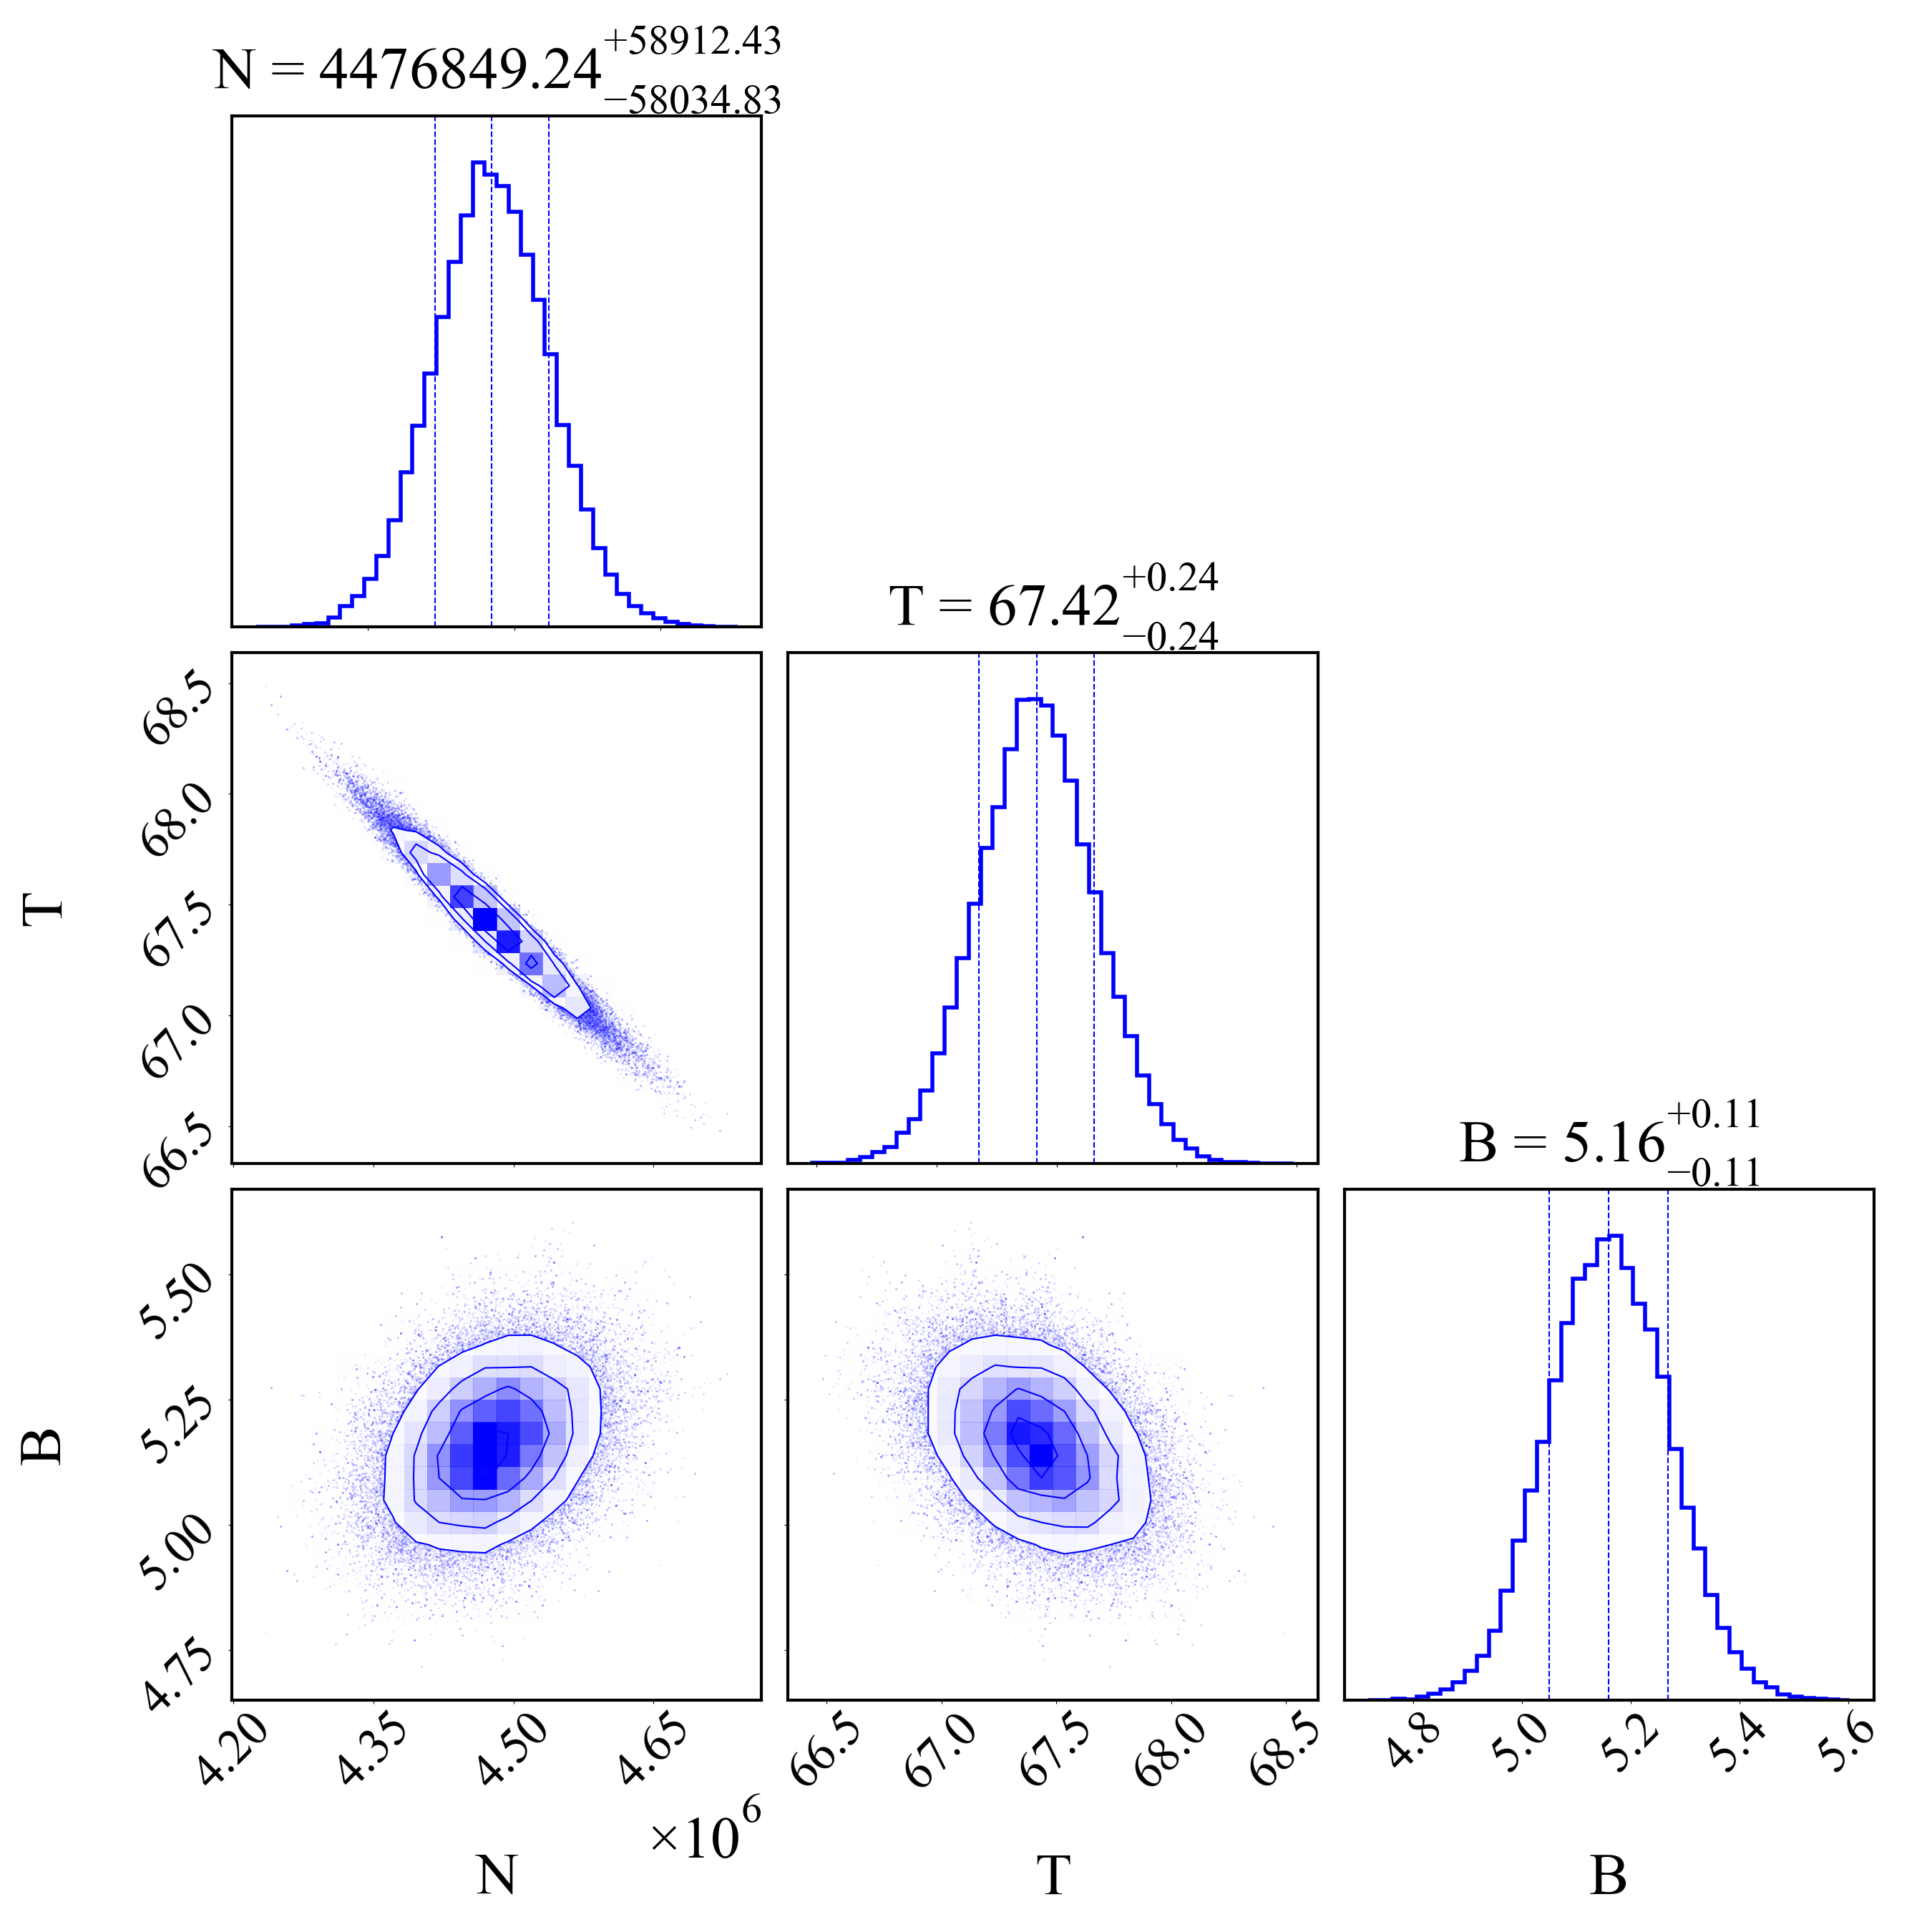 N = 4476849.24 +58912.43 −58034.83
T = 67.42 +0.24 −0.24
68.5
68.0
67.5
67.0
66.5
T
B = 5.16 +0.11 −0.11
5.50
5.25
5.00
4.75
B
4.20 4.35 4.50 4.65
×10^6
66.5 67.0 67.5 68.0 68.5
4.8 5.0 5.2 5.4 5.6
N T B